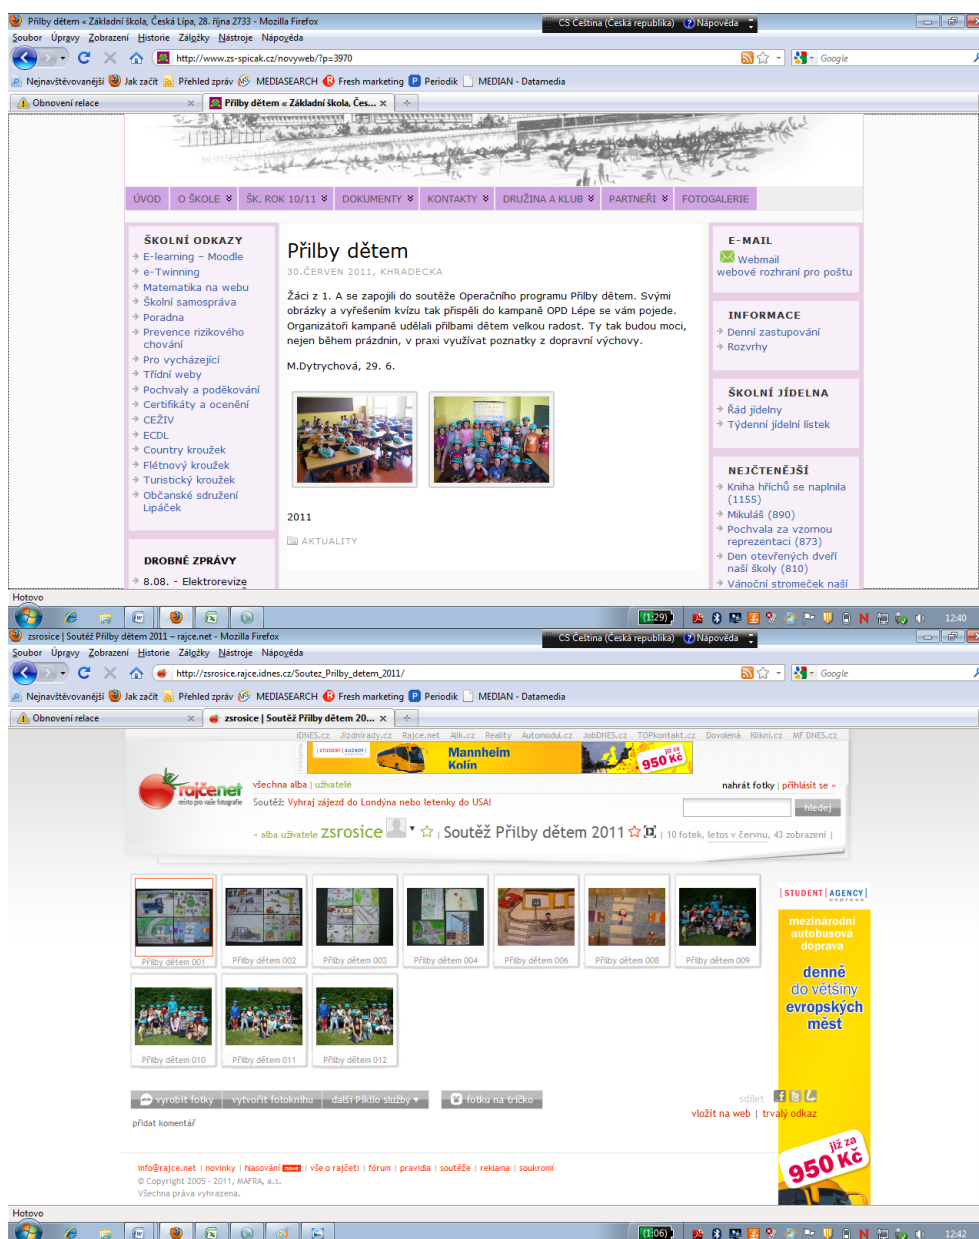 Přilby dětem « Základní škola, Česká Lípa, 28. října 2733 - Mozilla Firefox
CS Čeština (Česká republika) Nápověda
Soubor Úpravy Zobrazení Historie Záložky Nástroje Nápověda
http://www.zs-spicak.cz/novyweb/?p=3970
Google
Nejnavštěvovanější Jak začít Přehled zpráv MEDIASEARCH Fresh marketing Periodik MEDIAN - Datamedia
Obnovení relace
Přilby dětem « Základní škola, Čes...
ÚVOD O ŠKOLE ŠK. ROK 10/11 DOKUMENTY KONTAKTY DRUŽINA A KLUB PARTNEŘI FOTOGALERIE
ŠKOLNÍ ODKAZY
E-learning – Moodle
e-Twinning
Matematika na webu
Školní samospráva
Poradna
Prevence rizikového
chování
Pro vycházející
Třídní weby
Pochvaly a poděkování
Certifikáty a ocenění
CEŽIV
ECDL
Country kroužek
Flétnový kroužek
Turistický kroužek
Občanské sdružení
Lipáček
DROBNÉ ZPRÁVY
8.08. - Elektrorevize
Přilby dětem
30.ČERVEN 2011, KHRADECKA
Žáci z 1. A se zapojili do soutěže Operačního programu Přilby dětem. Svými
obrázky a vyřešením kvízu tak přispěli do kampaně OPD Lépe se vám pojede.
Organizátoři kampaně udělali přilbami dětem velkou radost. Ty tak budou moci,
nejen během prázdnin, v praxi využívat poznatky z dopravní výchovy.
M.Dytrychová, 29. 6.
2011
AKTUALITY
E-MAIL
Webmail
webové rozhraní pro poštu
INFORMACE
Denní zastupování
Rozvrhy
ŠKOLNÍ JÍDELNA
Řád jídelny
Týdenní jídelní lístek
NEJČTENĚJŠÍ
Kniha hříchů se naplnila
(1155)
Mikuláš (890)
Pochvala za vzornou
reprezentaci (873)
Den otevřených dveří
naší školy (810)
Vánoční stromeček naší
Hotovo
(1:29) 12:40
zsrosice | Soutěž Přilby dětem 2011 – rajce.net - Mozilla Firefox
CS Čeština (Česká republika) Nápověda
Soubor Úpravy Zobrazení Historie Záložky Nástroje Nápověda
http://zsrosice.rajce.idnes.cz/Soutez_Prilby_detem_2011/
Google
Nejnavštěvovanější Jak začít Přehled zpráv MEDIASEARCH Fresh marketing Periodik MEDIAN - Datamedia
Obnovení relace
zsrosice | Soutěž Přilby dětem 20...
iDNES.cz Jizdnirady.cz Rajce.net Alik.cz Reality Automodul.cz JobDNES.cz TOPkontakt.cz Dovolená Klikni.cz MF DNES.cz
reklama
STUDENT AGENCY
Mannheim
Kolín
již za
950 Kč
rajče.net
místo pro vaše fotografie
všechna alba | uživatelé
nahrát fotky | přihlásit se »
Soutěž: Vyhraj zájezd do Londýna nebo letenky do USA!
hledej
« alba uživatele zsrosice | Soutěž Přilby dětem 2011 | 10 fotek, letos v červnu, 43 zobrazení |
Přilby dětem 001 Přilby dětem 002 Přilby dětem 003 Přilby dětem 004 Přilby dětem 006 Přilby dětem 008 Přilby dětem 009
Přilby dětem 010 Přilby dětem 011 Přilby dětem 012
STUDENT AGENCY
express
mezinárodní
autobusová
doprava
denně
do většiny
evropských
měst
již za
950 Kč
vyrobit fotky vytvořit fotoknihu další Piktio služby fotku na tričko
sdílet
vložit na web | trvalý odkaz
přidat komentář
info@rajce.net | novinky | hlasování nové | vše o rajčeti | fórum | pravidla | soutěže | reklama | soukromí
© Copyright 2005 - 2011, MAFRA, a.s.
Všechna práva vyhrazena.
Hotovo
(1:06) 12:42